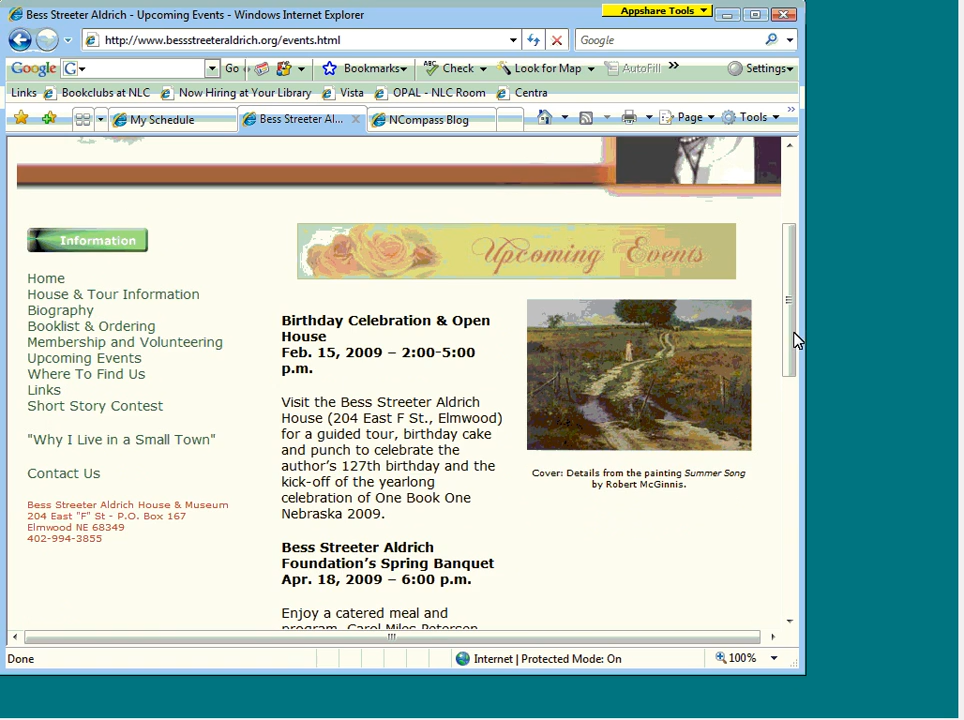 Bess Streeter Aldrich - Upcoming Events - Windows Internet Explorer
Appshare Tools
http://www.bessstreeteraldrich.org/events.html
Google
Google G Go Bookmarks Check Look for Map AutoFill Settings
Links Bookclubs at NLC Now Hiring at Your Library Vista OPAL - NLC Room Centra
My Schedule
Bess Streeter Al...
NCompass Blog
Page Tools
Information
Upcoming Events
Home
House & Tour Information
Biography
Booklist & Ordering
Membership and Volunteering
Upcoming Events
Where To Find Us
Links
Short Story Contest
"Why I Live in a Small Town"
Contact Us
Bess Streeter Aldrich House & Museum
204 East "F" St - P.O. Box 167
Elmwood NE 68349
402-994-3855
Birthday Celebration & Open
House
Feb. 15, 2009 – 2:00-5:00
p.m.
Visit the Bess Streeter Aldrich
House (204 East F St., Elmwood)
for a guided tour, birthday cake
and punch to celebrate the
author's 127th birthday and the
kick-off of the yearlong
celebration of One Book One
Nebraska 2009.
Bess Streeter Aldrich
Foundation's Spring Banquet
Apr. 18, 2009 – 6:00 p.m.
Enjoy a catered meal and
program. Carol Miles Petersen
Cover: Details from the painting Summer Song
by Robert McGinnis.
Done
Internet | Protected Mode: On
100%